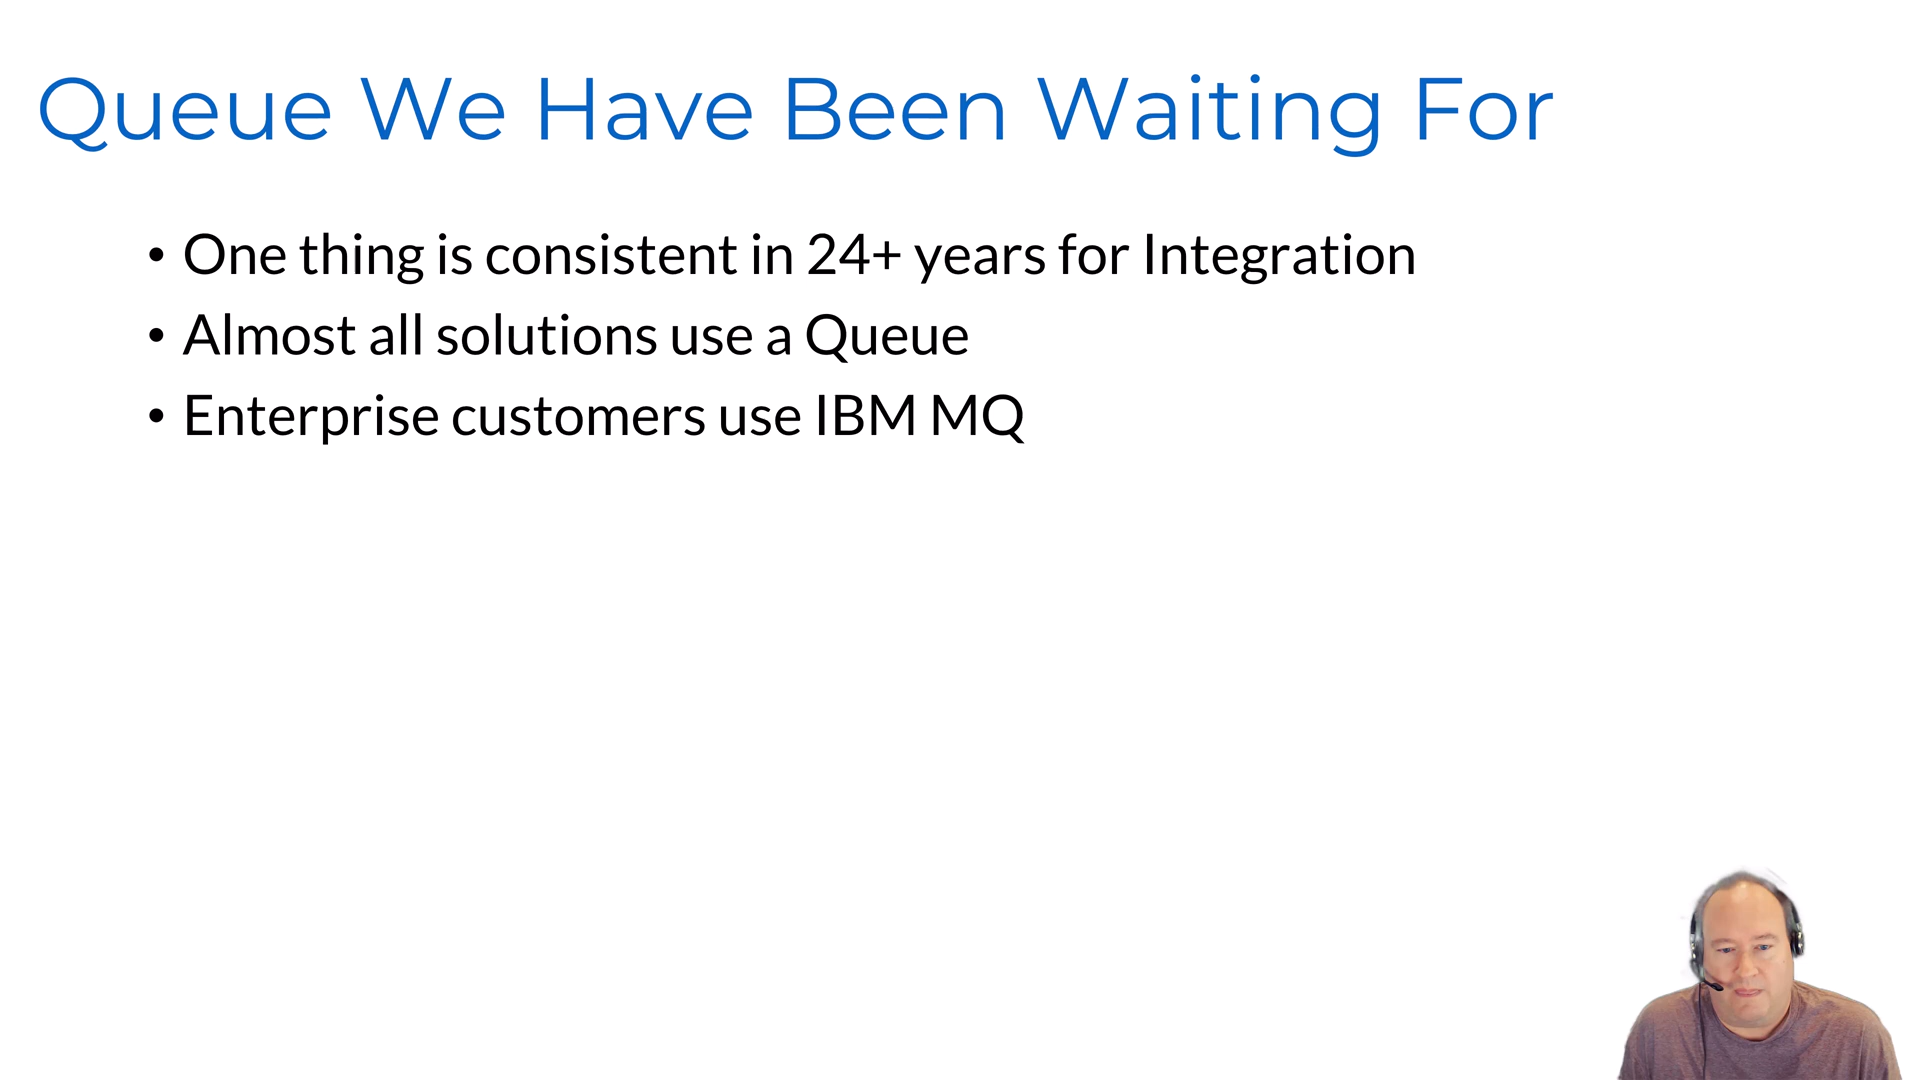 Queue We Have Been Waiting For
• One thing is consistent in 24+ years for Integration
• Almost all solutions use a Queue
• Enterprise customers use IBM MQ